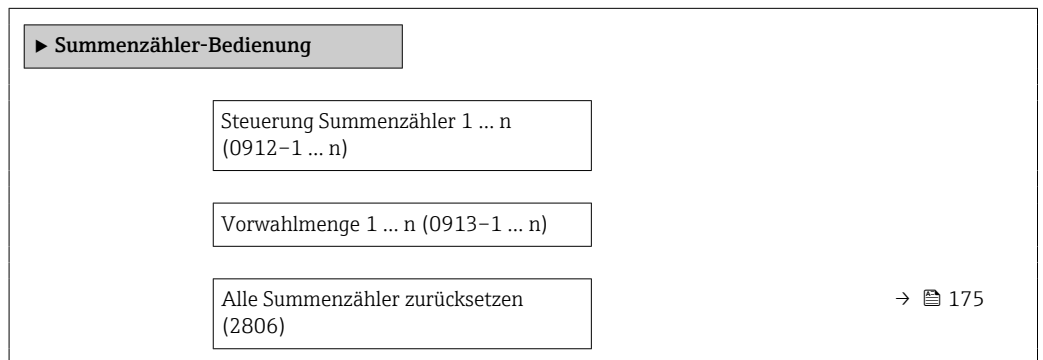 ▶ Summenzähler-Bedienung
Steuerung Summenzähler 1 … n
(0912–1 … n)
Vorwahlmenge 1 … n (0913–1 … n)
Alle Summenzähler zurücksetzen
(2806)
→ 175